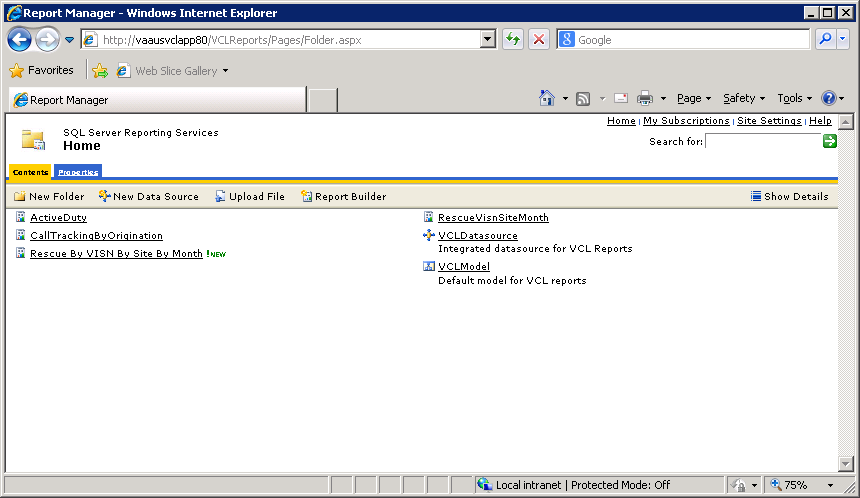 Report Manager - Windows Internet Explorer
http://vaausvclapp80/VCLReports/Pages/Folder.aspx
Google
Favorites
Web Slice Gallery
Report Manager
Page
Safety
Tools
Home | My Subscriptions | Site Settings | Help
SQL Server Reporting Services
Home
Search for:
Contents
Properties
New Folder
New Data Source
Upload File
Report Builder
Show Details
ActiveDuty
CallTrackingByOrigination
Rescue By VISN By Site By Month !NEW
RescueVisnSiteMonth
VCLDatasource
Integrated datasource for VCL Reports
VCLModel
Default model for VCL reports
Local intranet | Protected Mode: Off
75%